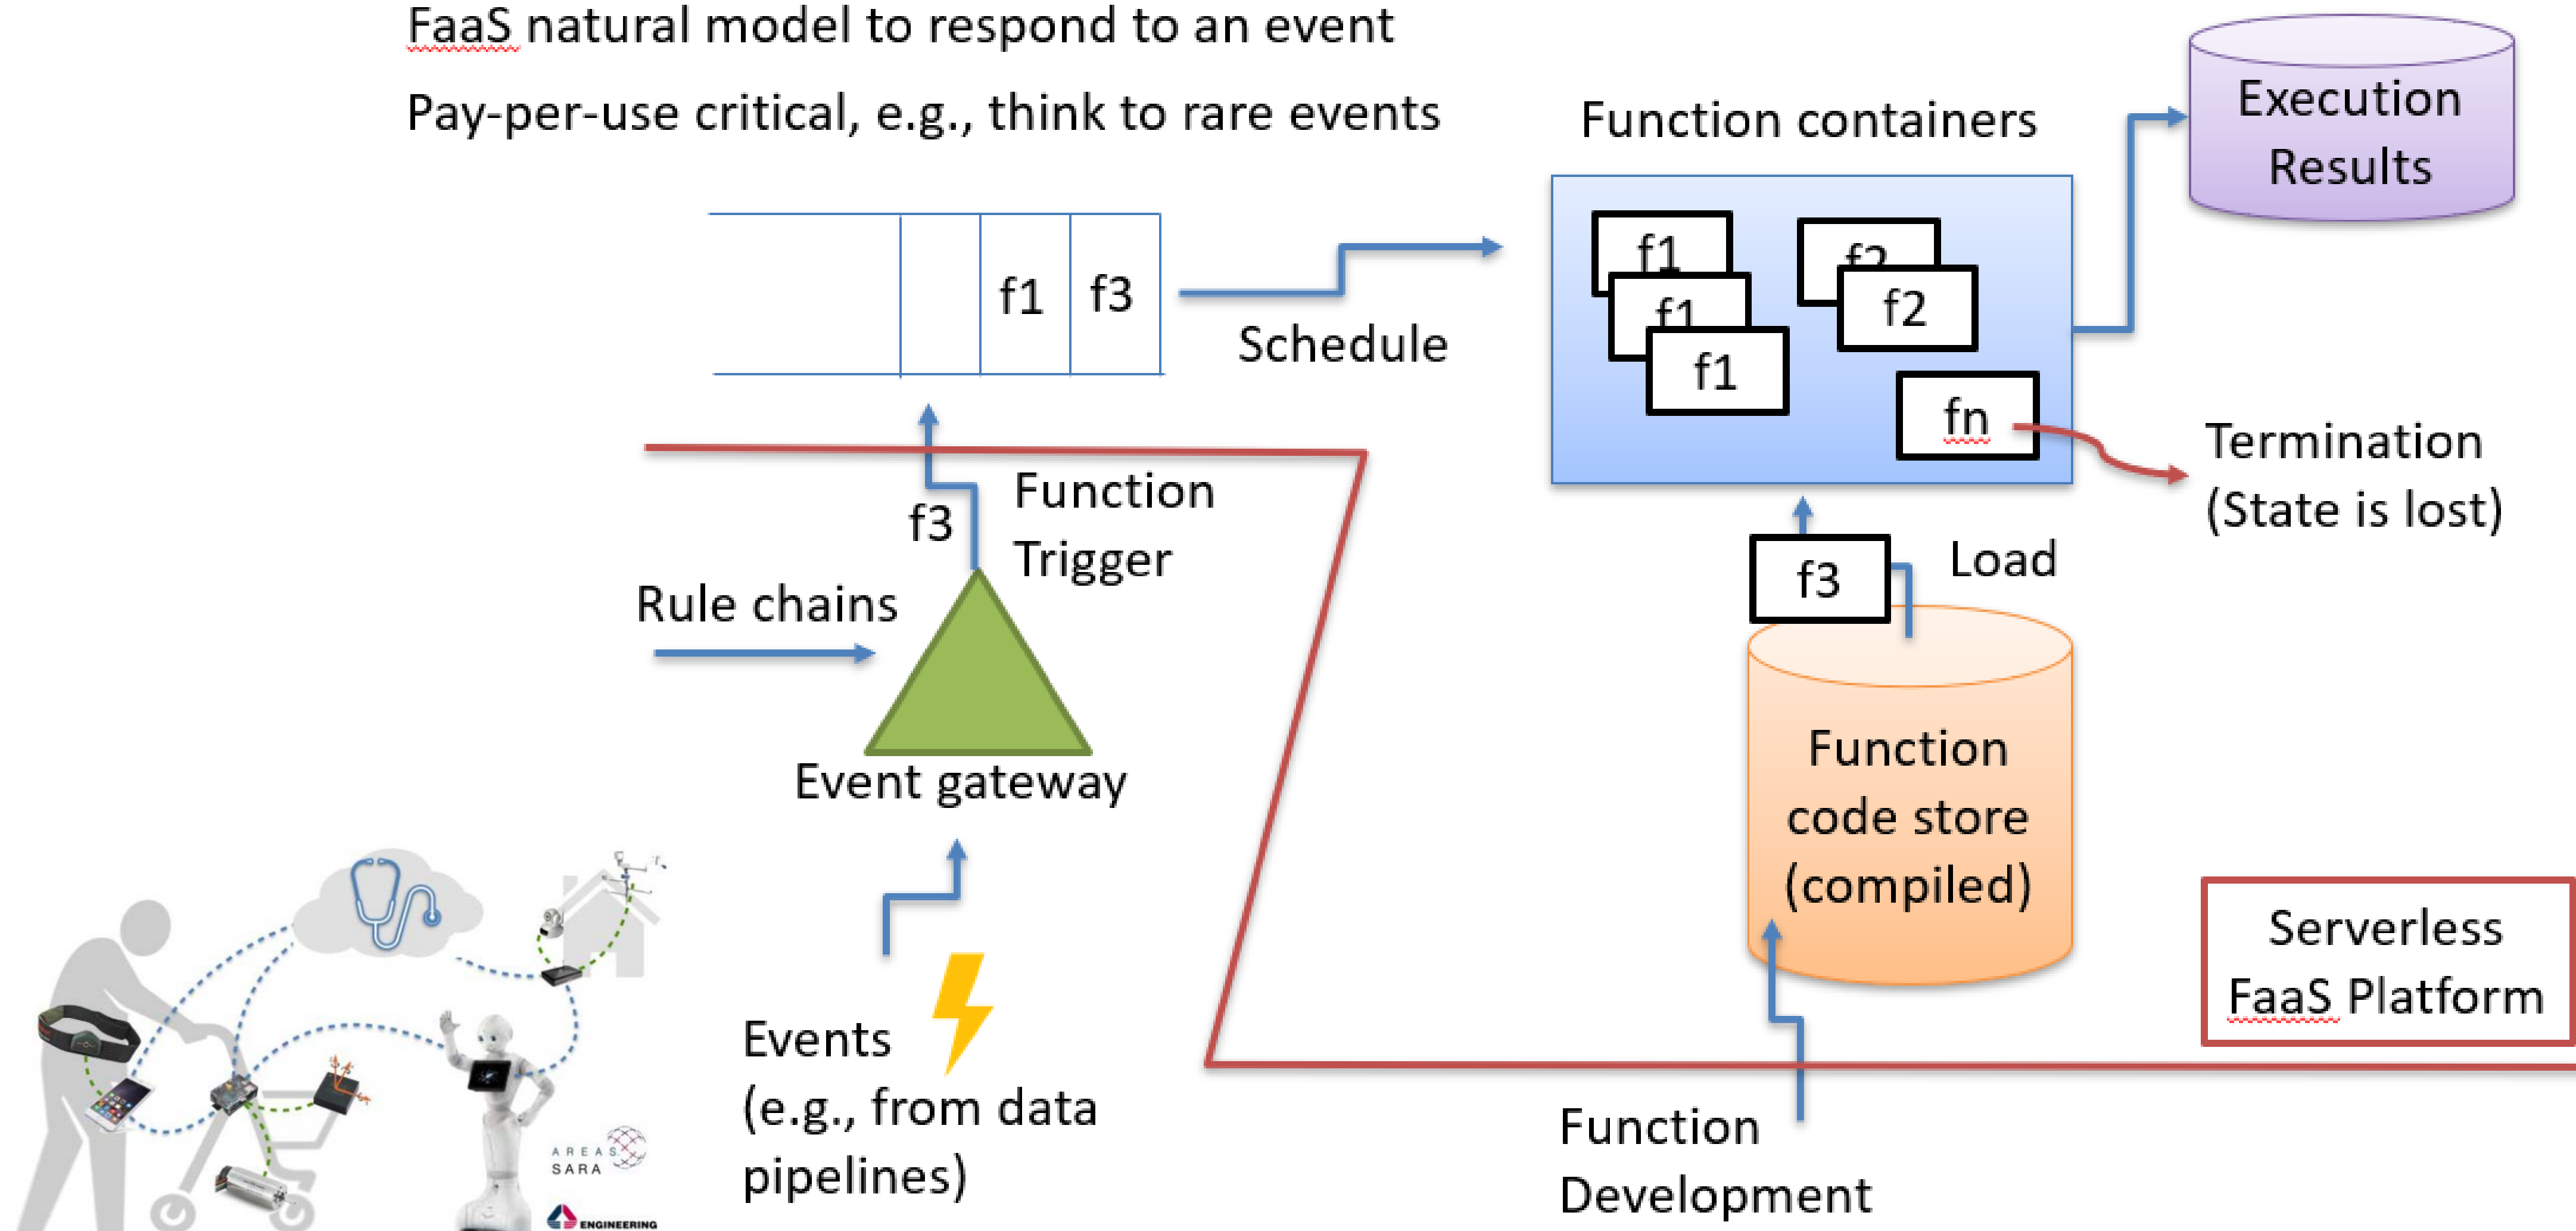 FaaS natural model to respond to an event
Pay-per-use critical, e.g., think to rare events
Function containers
Execution
Results
f1
f3
Schedule
f1
f1
f1
f2
f2
fn
Termination
(State is lost)
Function
Trigger
f3
Rule chains
Event gateway
f3
Load
Function
code store
(compiled)
Serverless
FaaS Platform
Events
(e.g., from data
pipelines)
Function
Development
AREAS
SARA
ENGINEERING